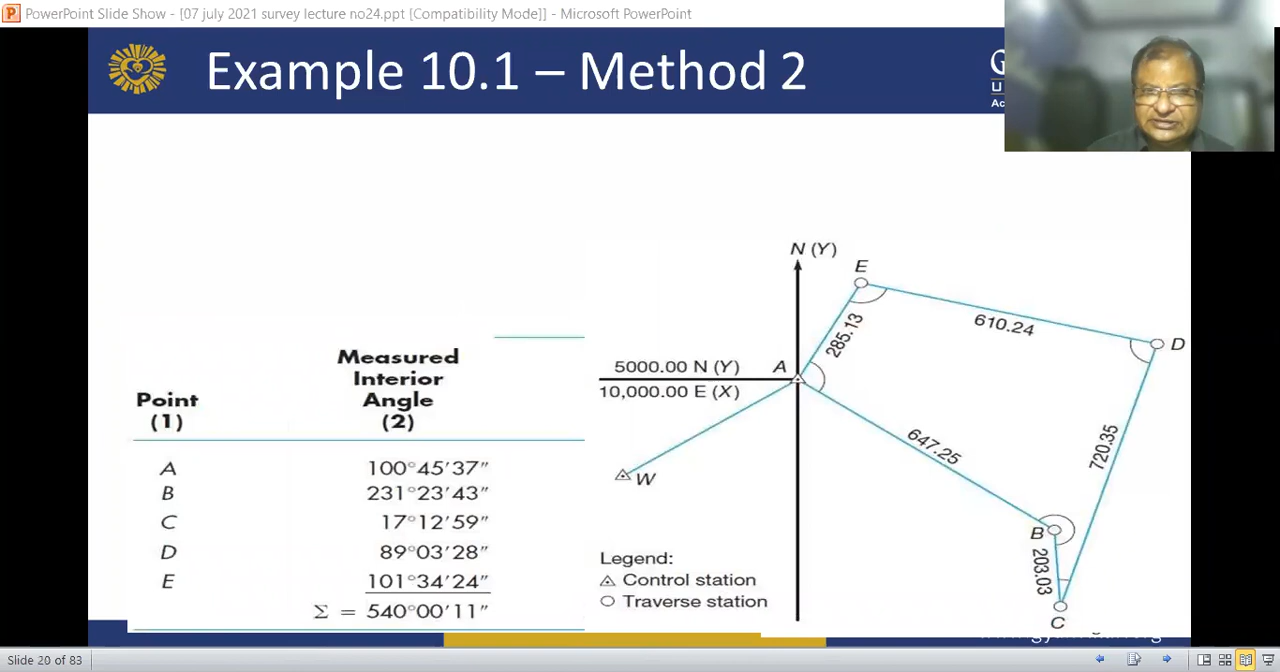 PowerPoint Slide Show - [07 july 2021 survey lecture no24.ppt [Compatibility Mode]] - Microsoft PowerPoint
Example 10.1 – Method 2
Point
(1)
Measured
Interior
Angle
(2)
A 100°45'37"
B 231°23'43"
C 17°12'59"
D 89°03'28"
E 101°34'24"
Σ = 540°00'11"
N (Y)
E
610.24
D
285.13
5000.00 N (Y)
A
10,000.00 E (X)
647.25
720.35
W
B
203.03
C
Legend:
Control station
Traverse station
Slide 20 of 83